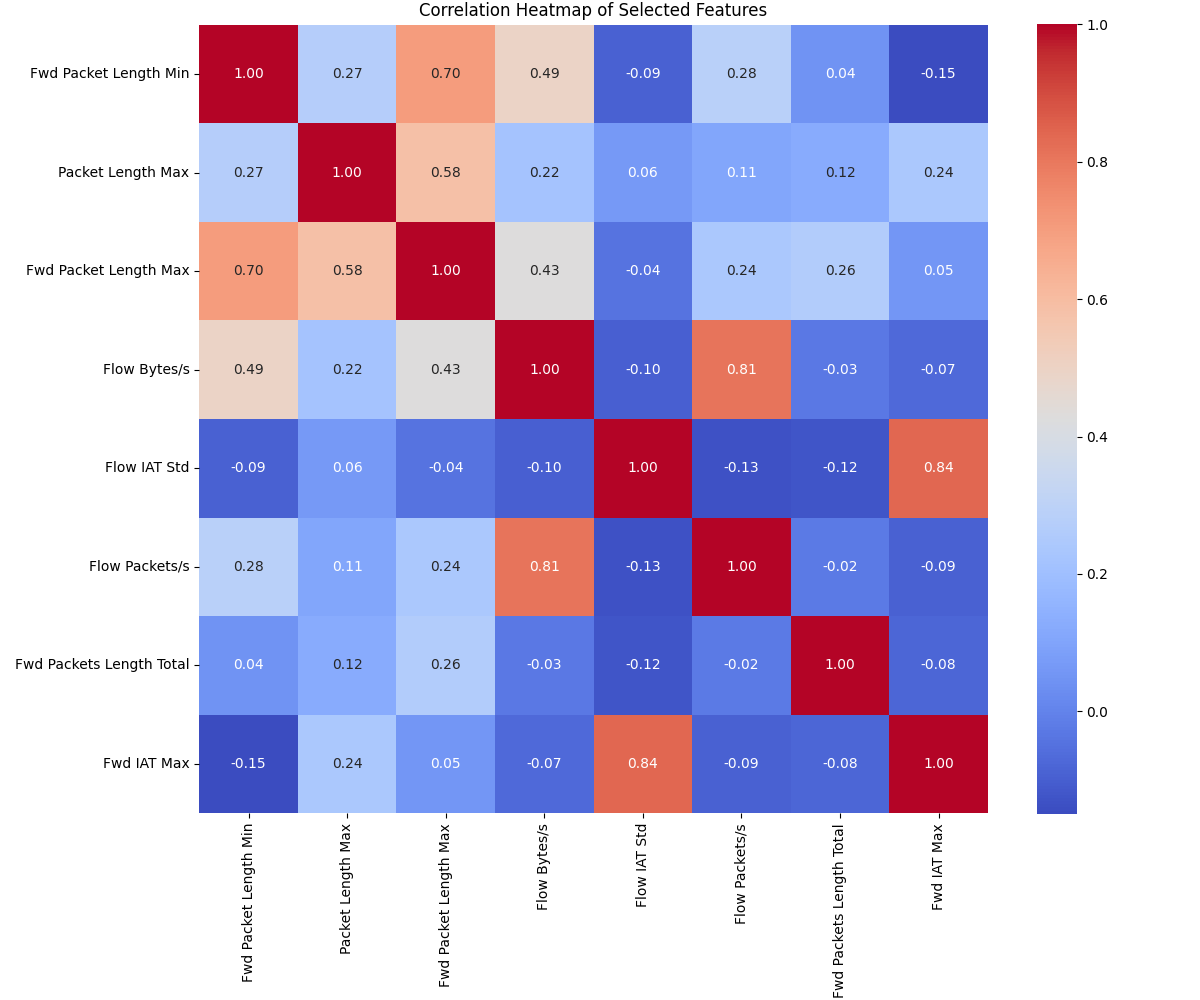 Correlation Heatmap of Selected Features
Fwd Packet Length Min 1.00 0.27 0.70 0.49 -0.09 0.28 0.04 -0.15
Packet Length Max 0.27 1.00 0.58 0.22 0.06 0.11 0.12 0.24
Fwd Packet Length Max 0.70 0.58 1.00 0.43 -0.04 0.24 0.26 0.05
Flow Bytes/s 0.49 0.22 0.43 1.00 -0.10 0.81 -0.03 -0.07
Flow IAT Std -0.09 0.06 -0.04 -0.10 1.00 -0.13 -0.12 0.84
Flow Packets/s 0.28 0.11 0.24 0.81 -0.13 1.00 -0.02 -0.09
Fwd Packets Length Total 0.04 0.12 0.26 -0.03 -0.12 -0.02 1.00 -0.08
Fwd IAT Max -0.15 0.24 0.05 -0.07 0.84 -0.09 -0.08 1.00
Fwd Packet Length Min
Packet Length Max
Fwd Packet Length Max
Flow Bytes/s
Flow IAT Std
Flow Packets/s
Fwd Packets Length Total
Fwd IAT Max
1.0
0.8
0.6
0.4
0.2
0.0